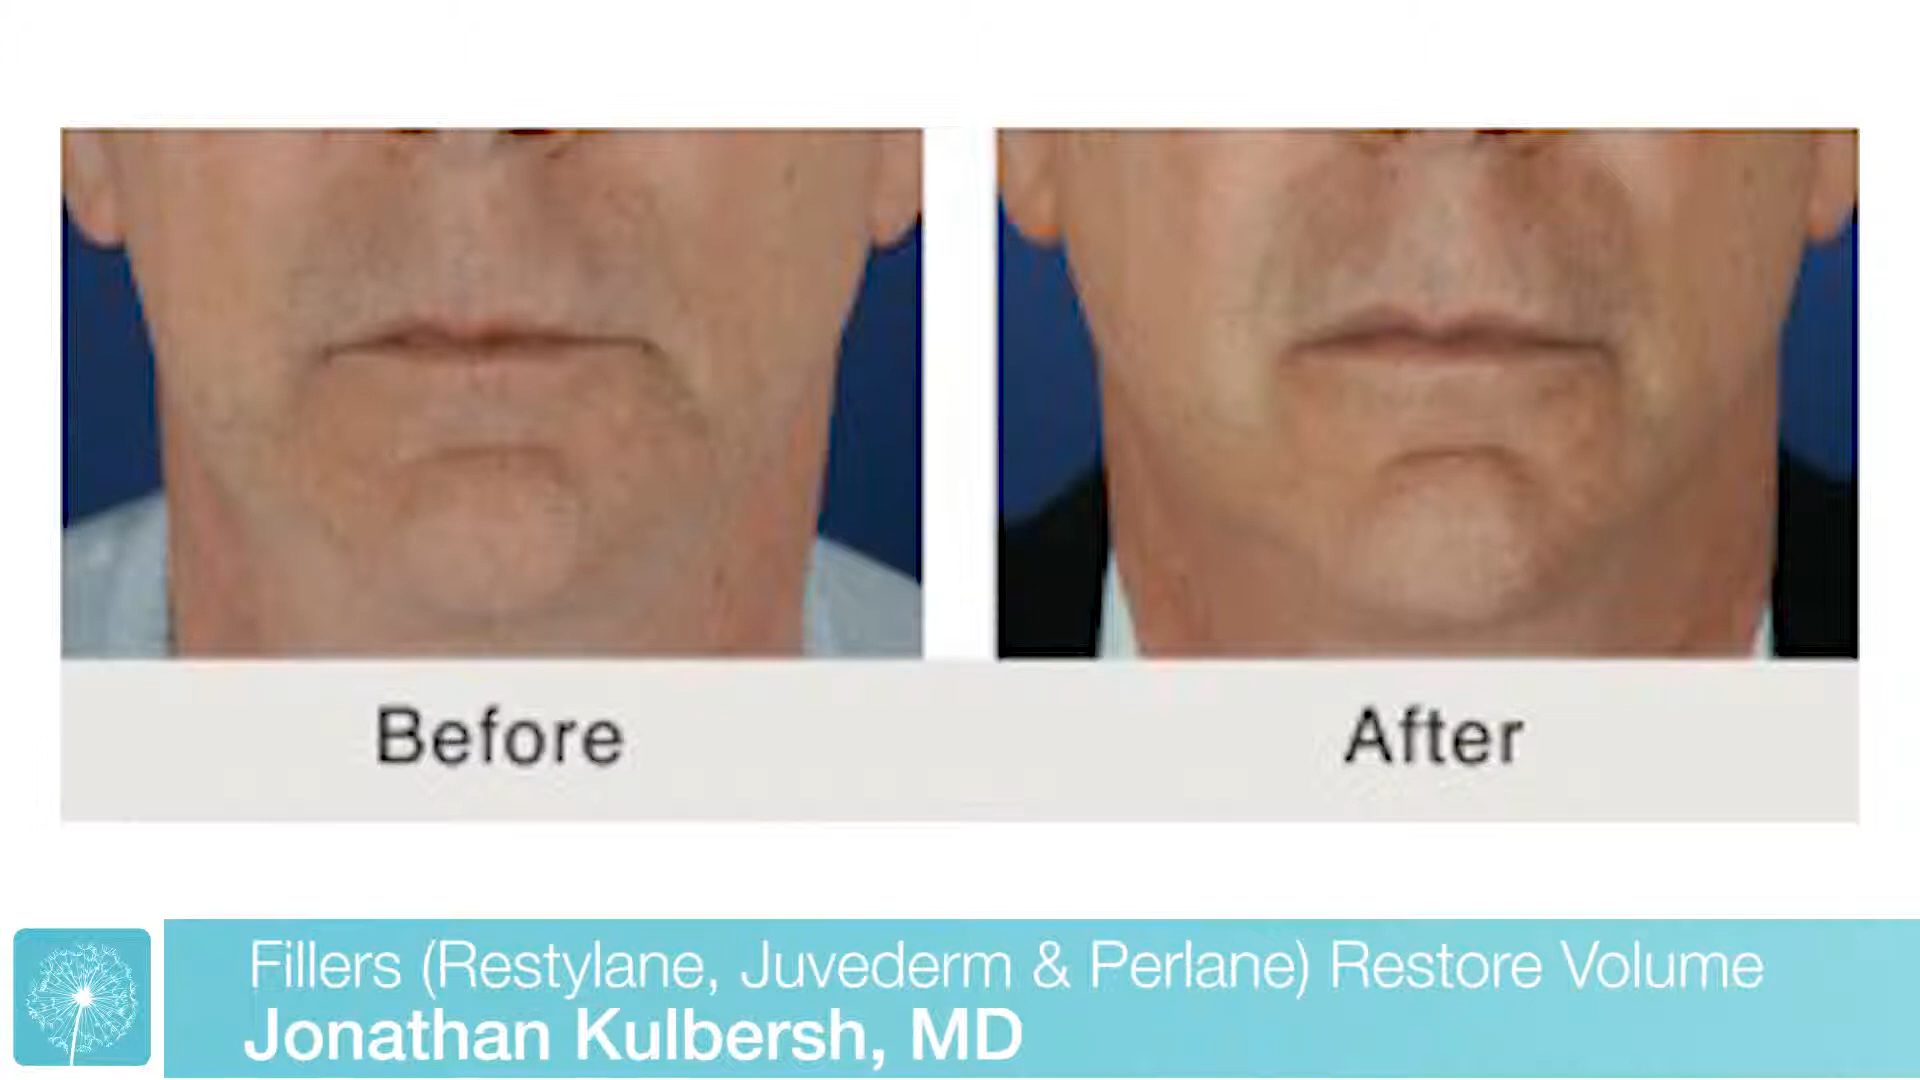 Before
After
Fillers (Restylane, Juvederm & Perlane) Restore Volume
Jonathan Kulbersh, MD